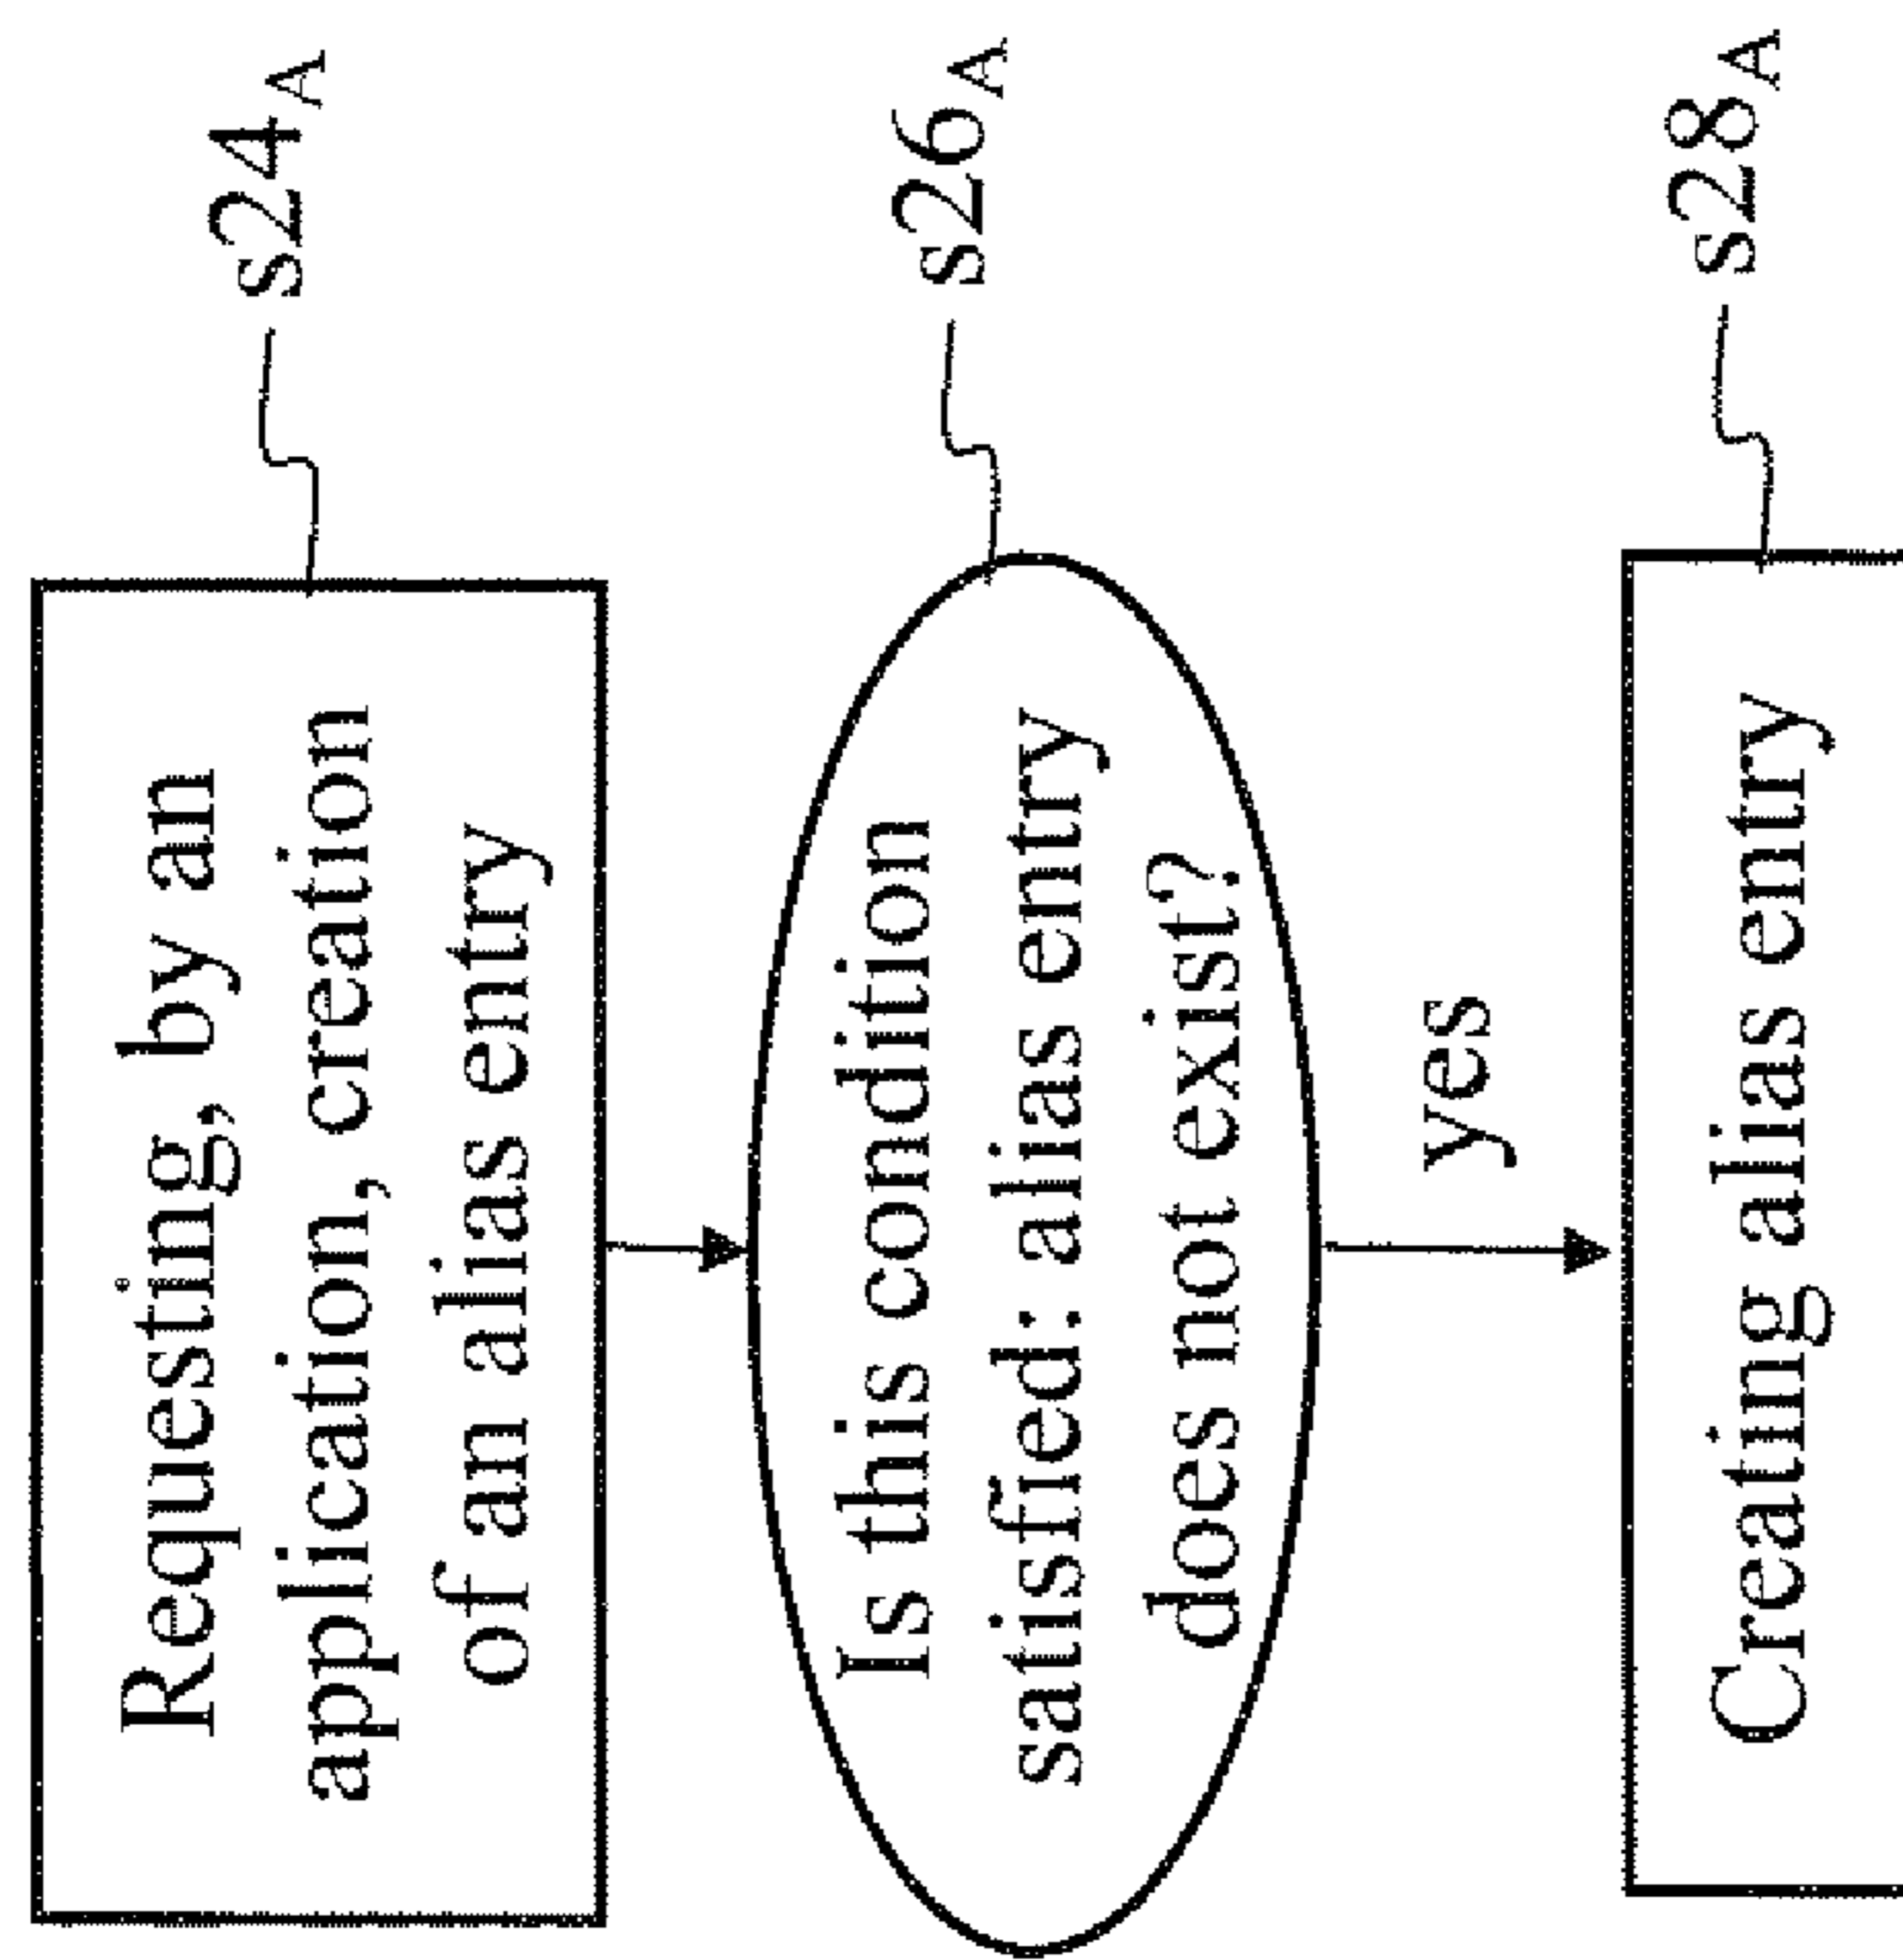 Requesting, by an
application, creation
of an alias entry
s24A
Is this condition
satisfied: alias entry
does not exist?
s26A
yes
Creating alias entry
s28A